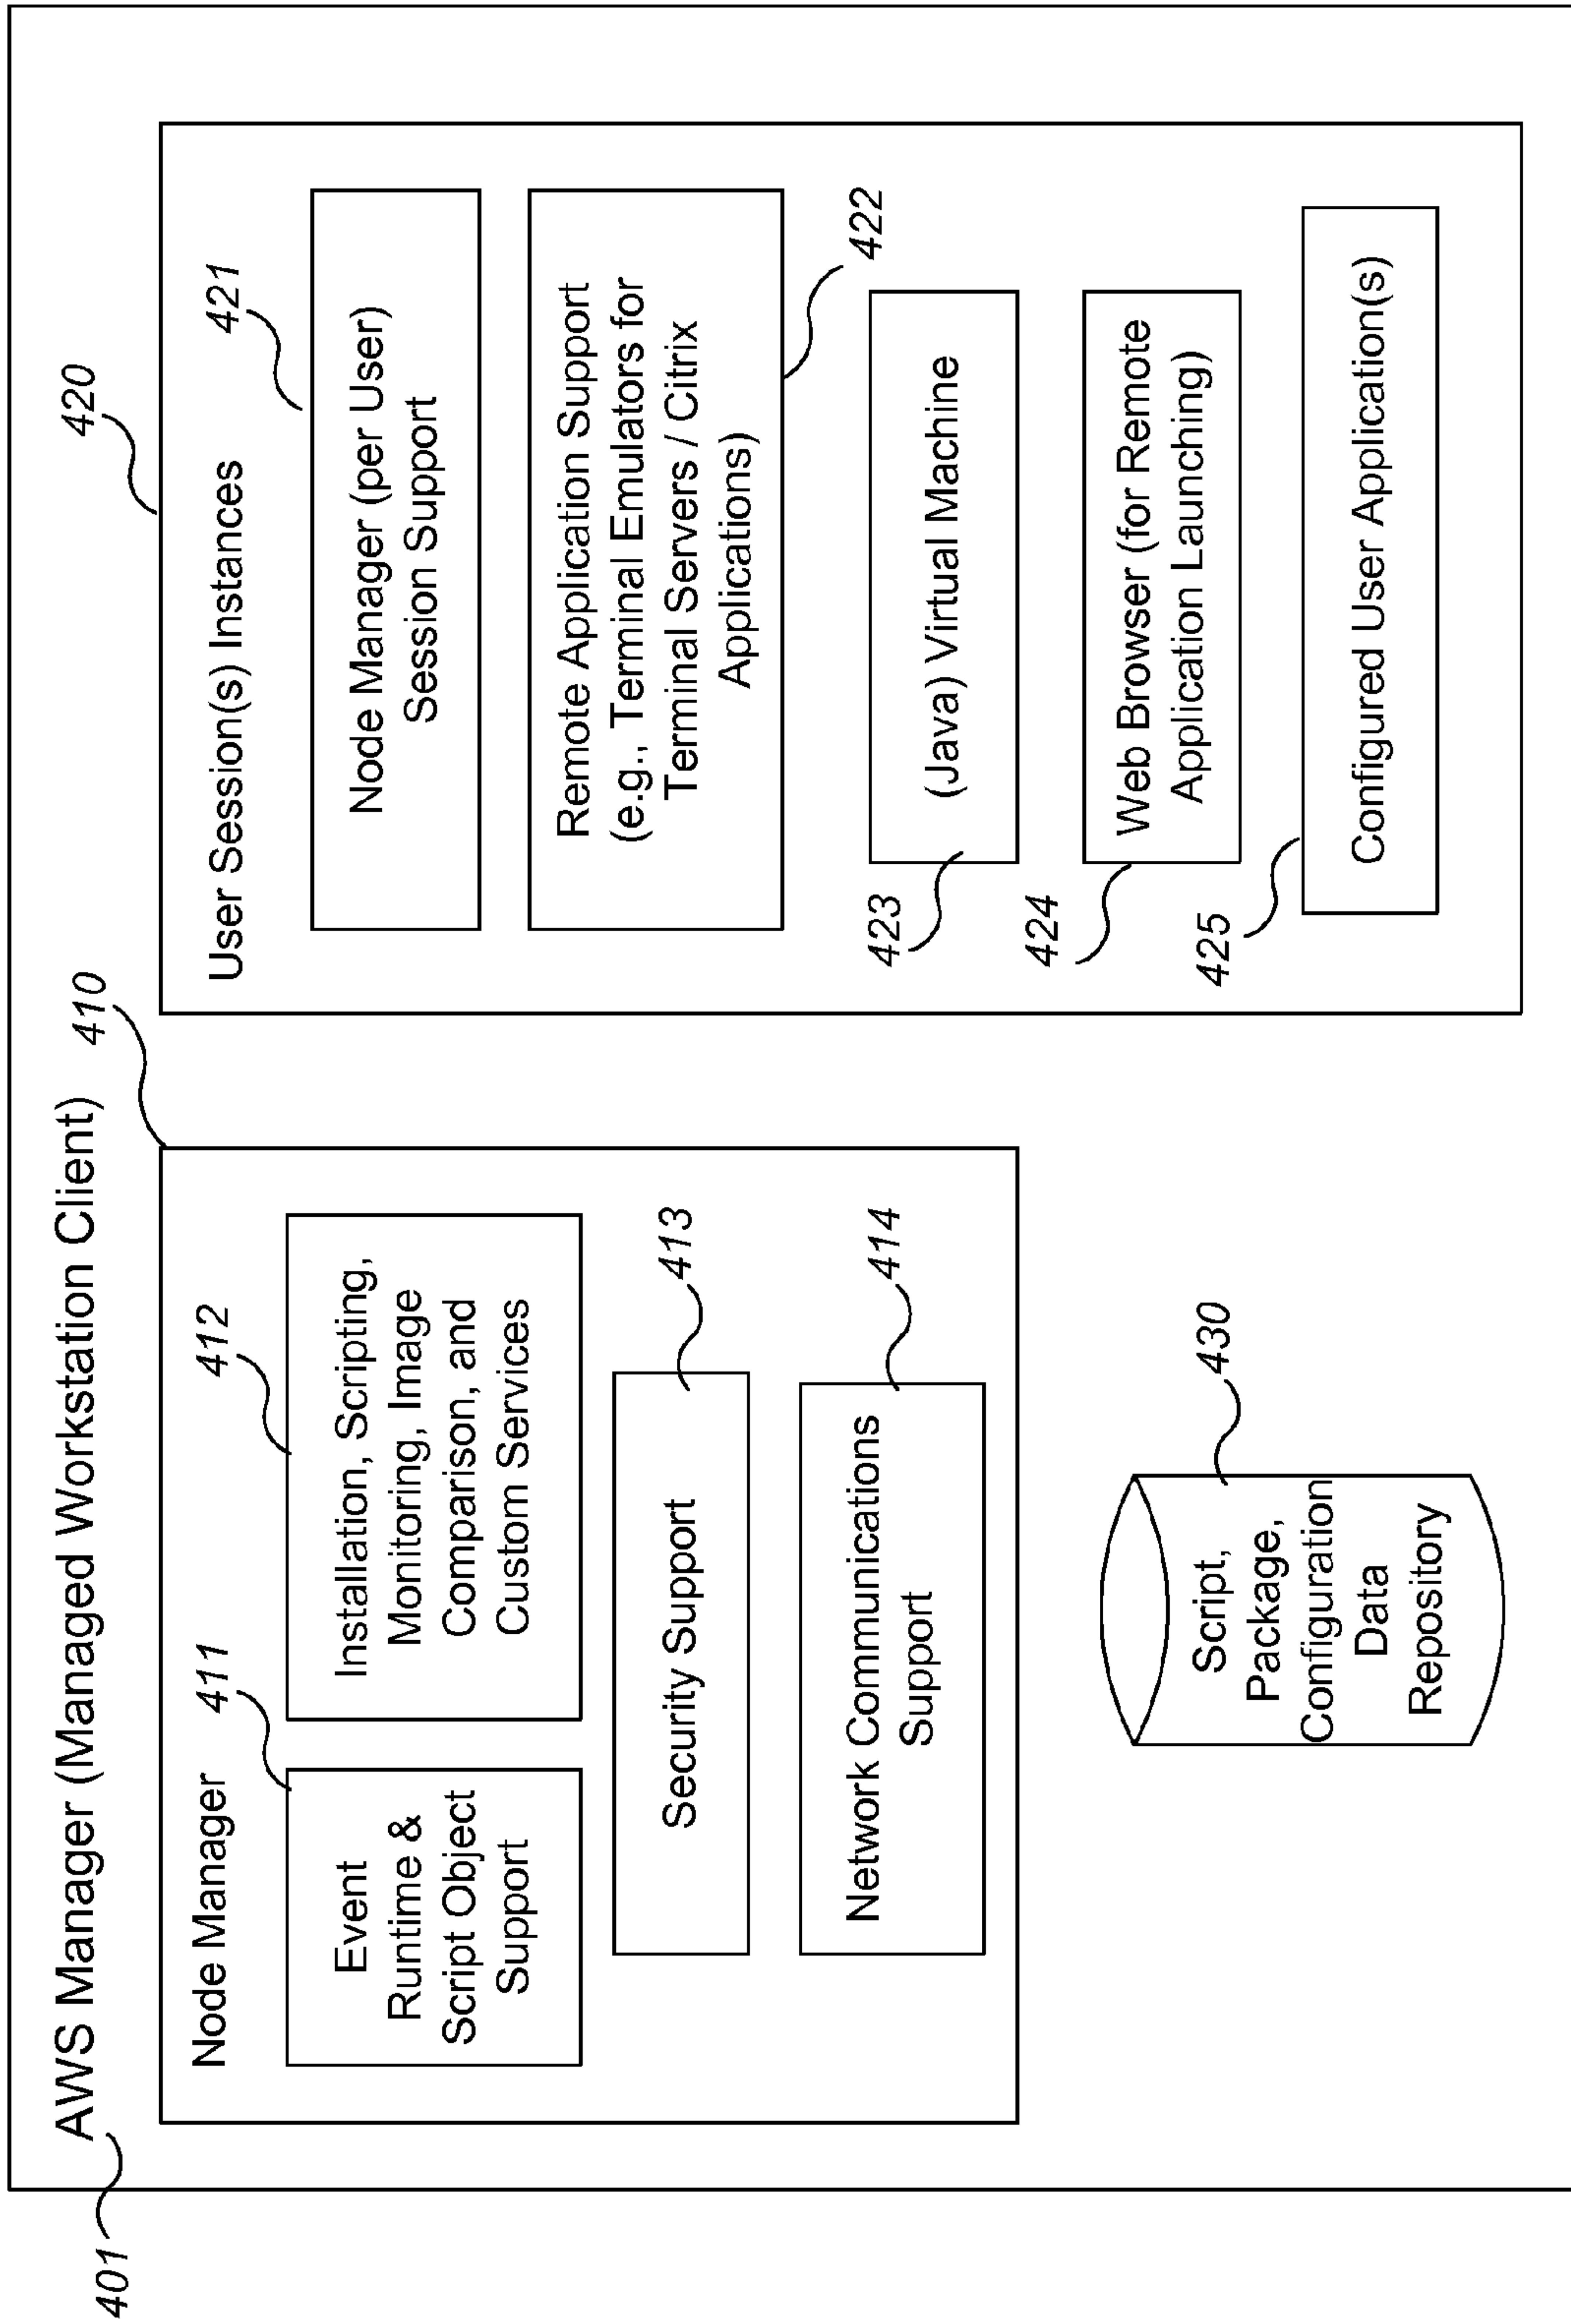 401
AWS Manager (Managed Workstation Client)
410
Node Manager
411
Event
Runtime &
Script Object
Support
412
Installation, Scripting,
Monitoring, Image
Comparison, and
Custom Services
Security Support
413
Network Communications
Support
414
Script,
Package,
Configuration
Data
Repository
430
420
User Session(s) Instances
421
Node Manager (per User)
Session Support
Remote Application Support
(e.g., Terminal Emulators for
Terminal Servers / Citrix
Applications)
422
423
(Java) Virtual Machine
424
Web Browser (for Remote
Application Launching)
425
Configured User Application(s)